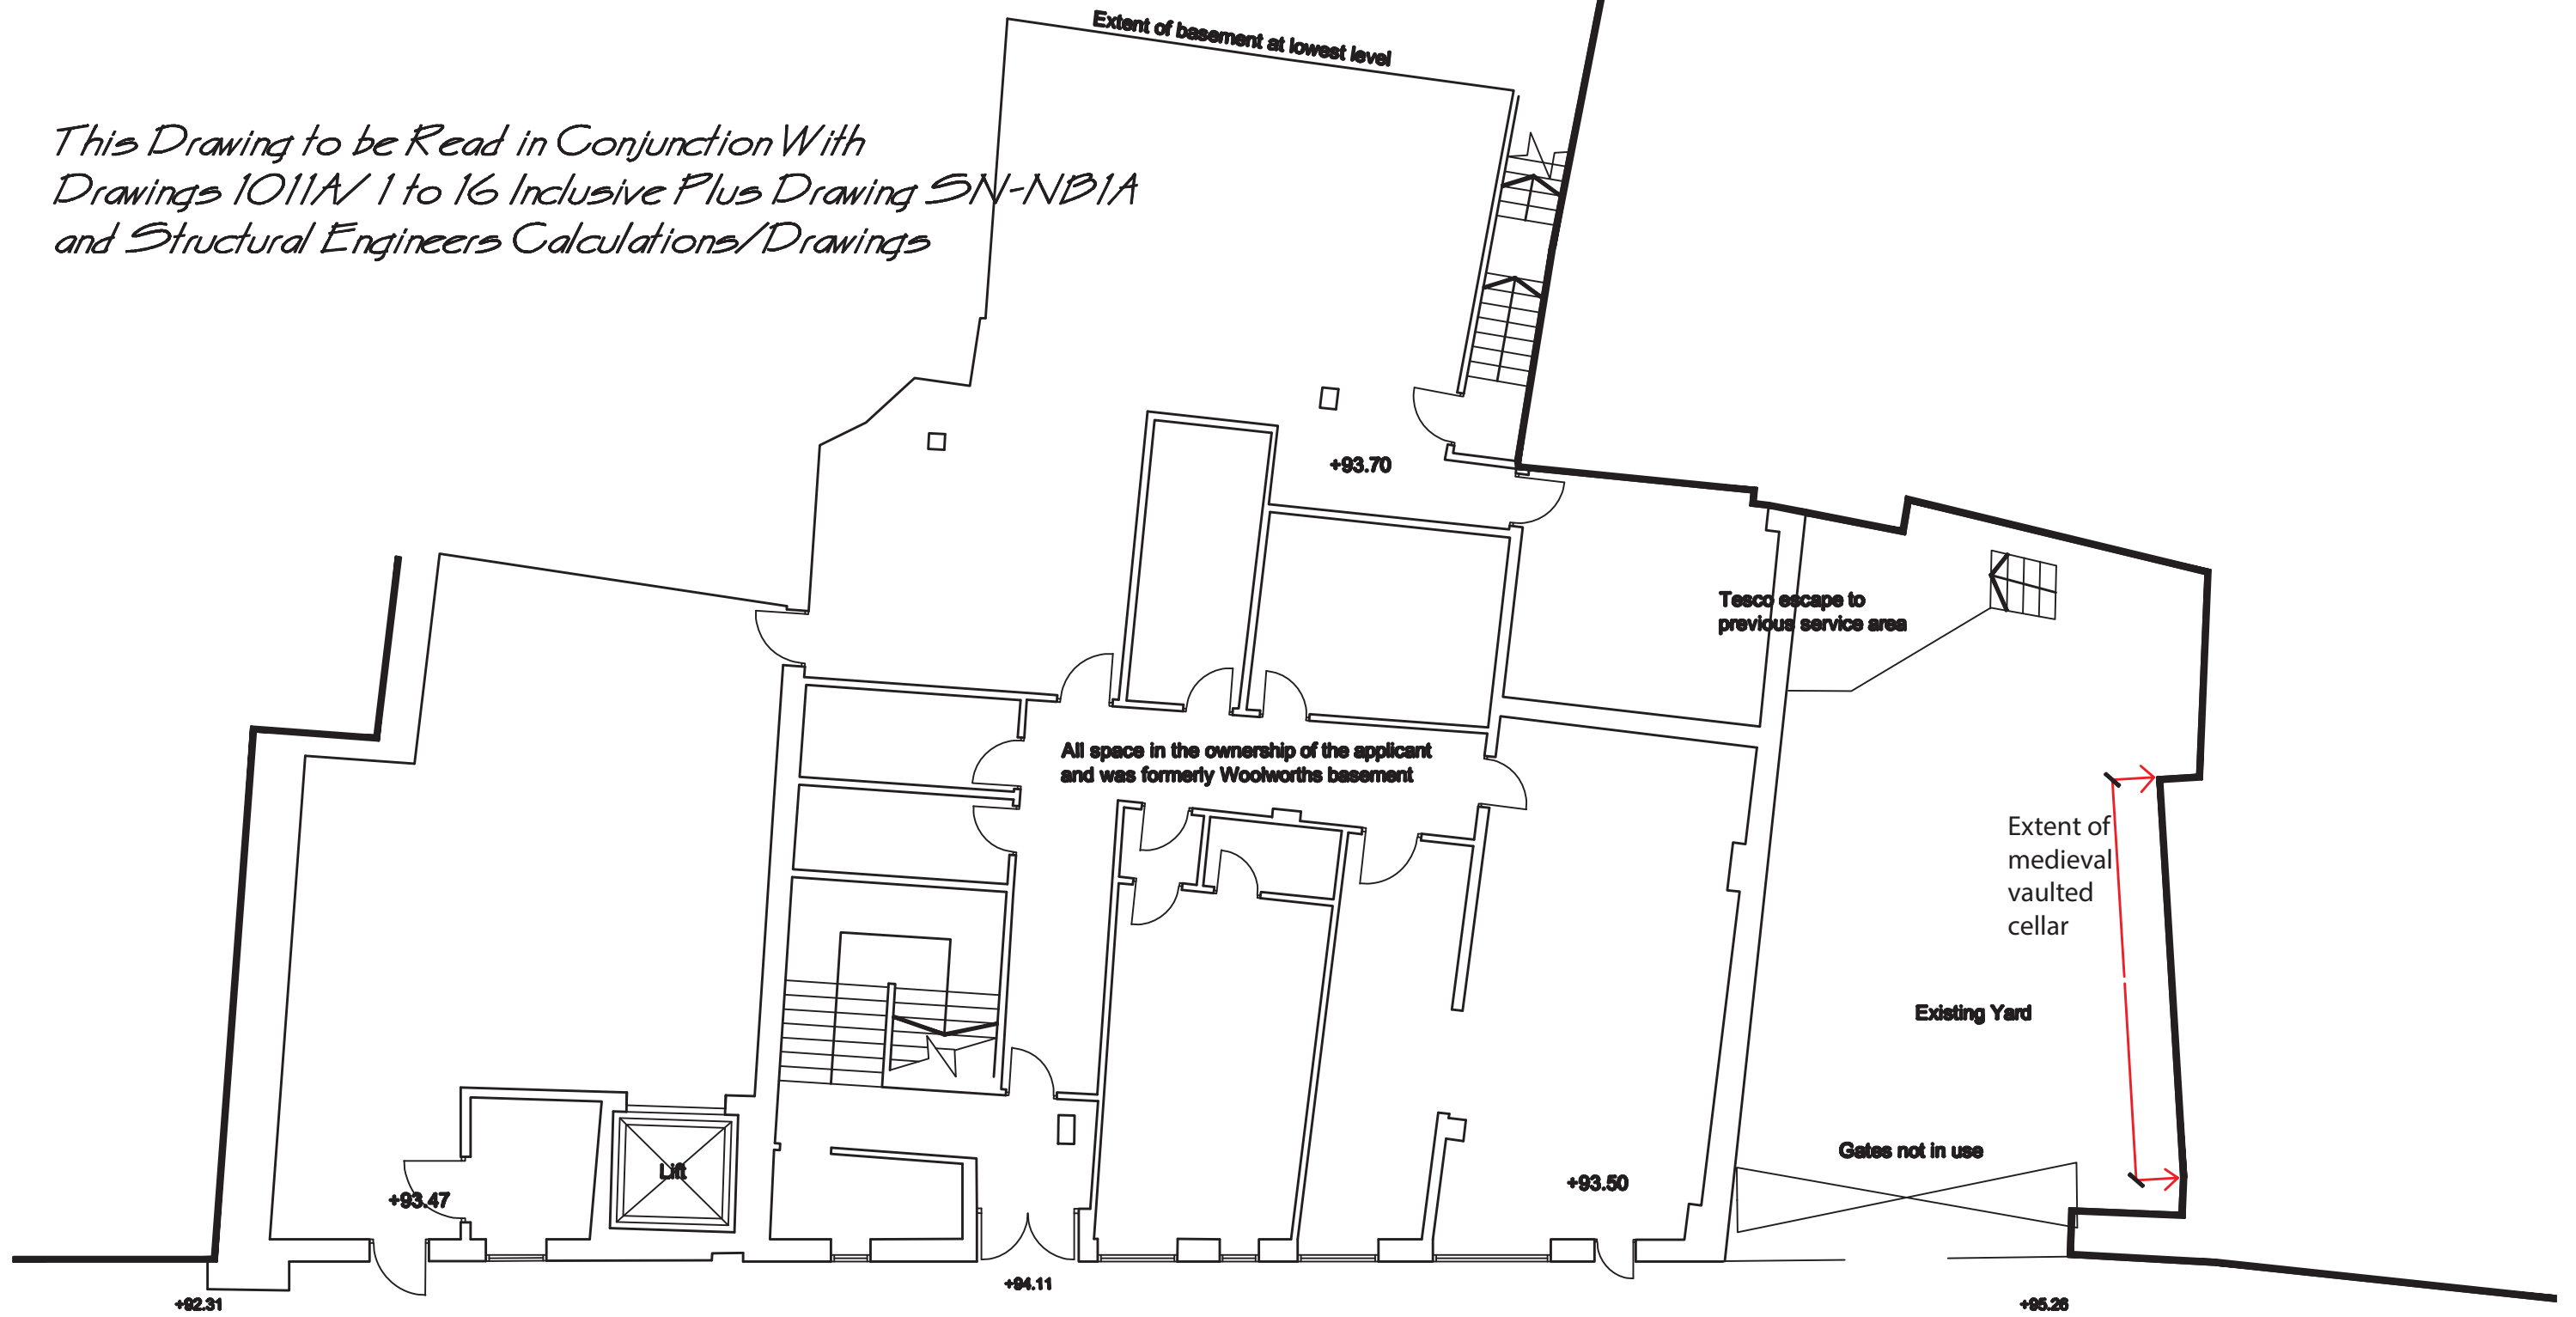 Extent of basement at lowest level
This Drawing to be Read in Conjunction With
Drawings 1011A/ 1 to 16 Inclusive Plus Drawing SN-NB1A
and Structural Engineers Calculations/Drawings
+93.70
Tesco escape to
previous service area
All space in the ownership of the applicant
and was formerly Woolworths basement
Extent of
medieval
vaulted
cellar
Existing Yard
Gates not in use
Lift
+93.47
+93.50
+94.11
+92.31
+95.26